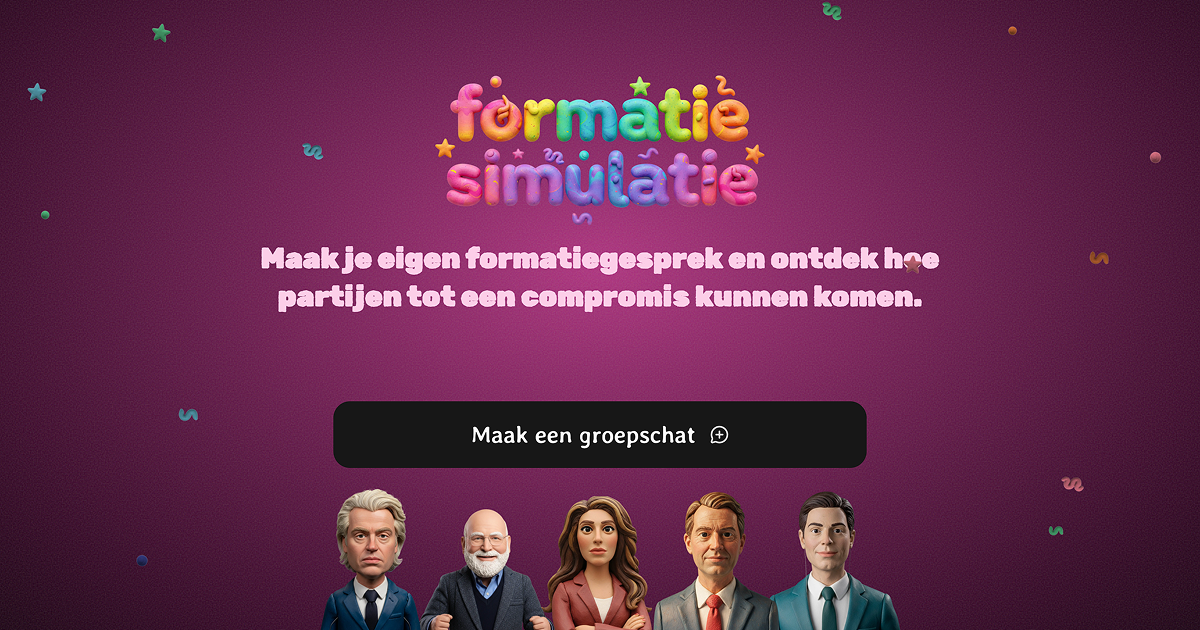 formatie
simulatie
Maak je eigen formatiegesprek en ontdek hoe
partijen tot een compromis kunnen komen.
Maak een groepschat